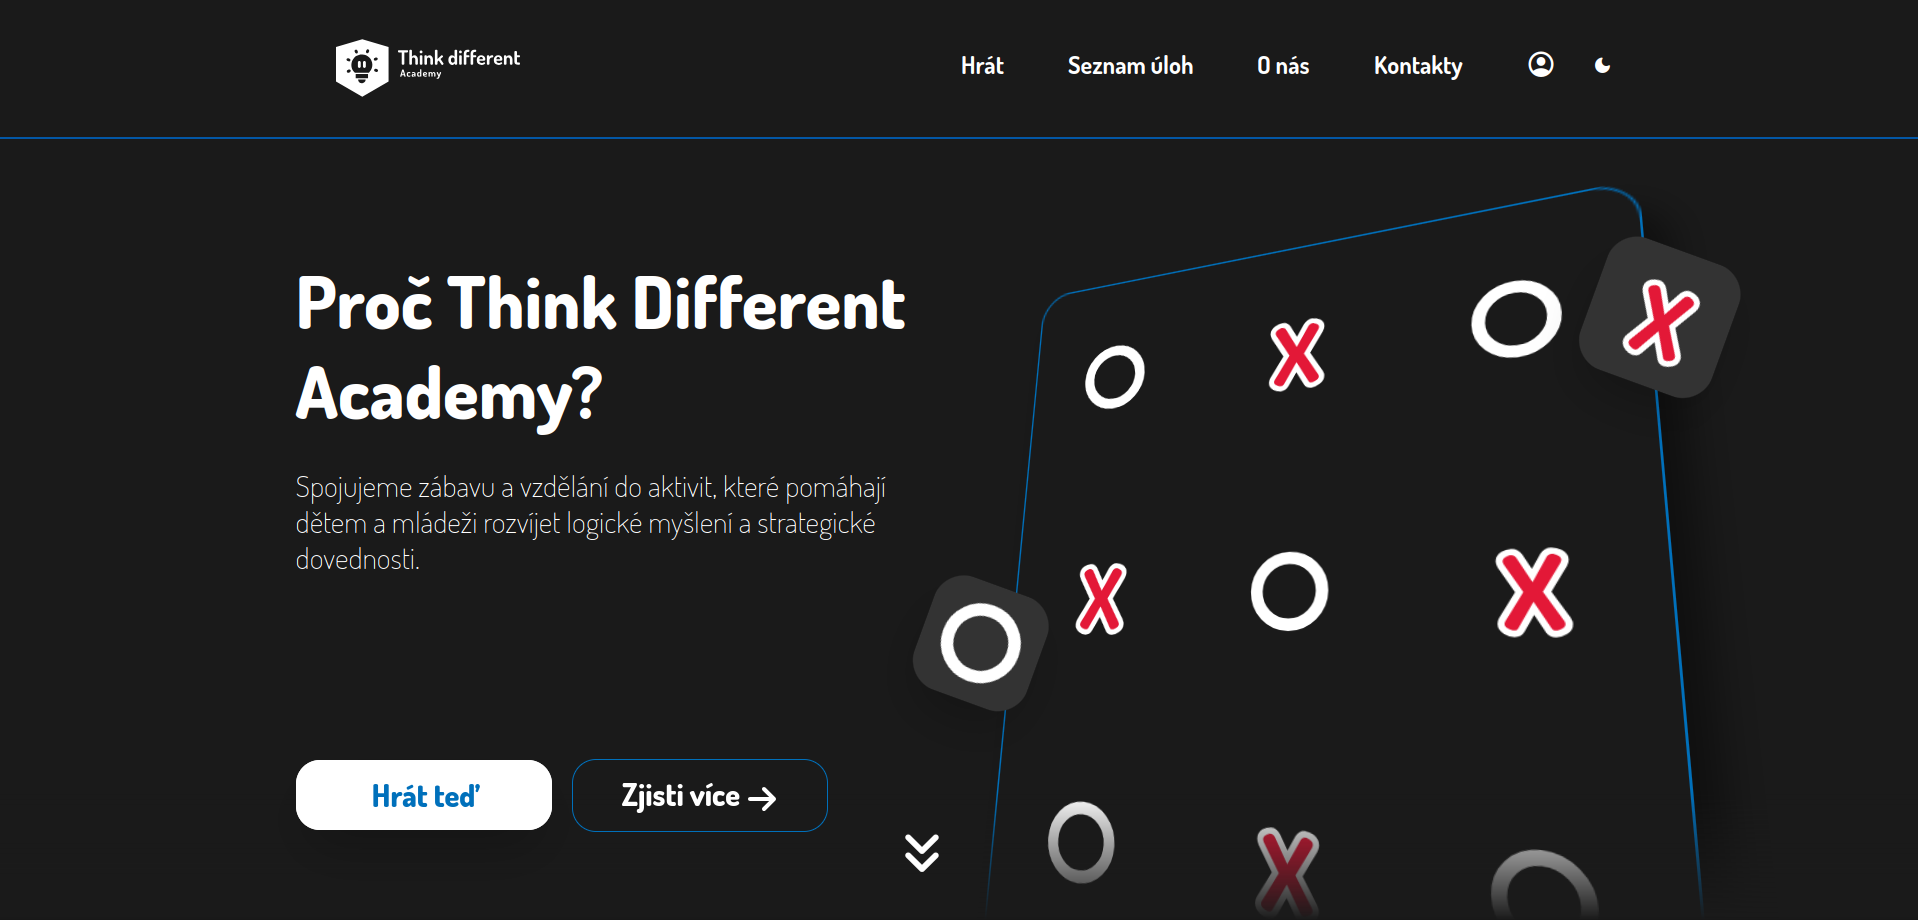 Think different
Academy
Hrát
Seznam úloh
O nás
Kontakty
Proč Think Different
Academy?
Spojujeme zábavu a vzdělání do aktivit, které pomáhají
dětem a mládeži rozvíjet logické myšlení a strategické
dovednosti.
Hrát teď
Zjisti více →